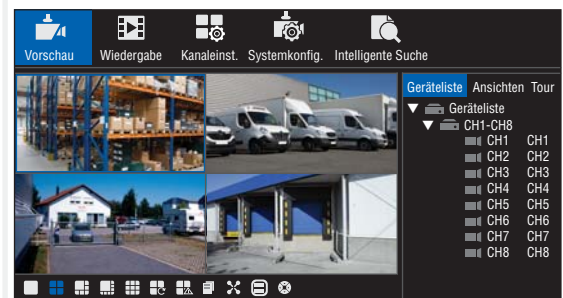 Vorschau Wiedergabe Kanaleinst. Systemkonfig. Intelligente Suche
Geräteliste Ansichten Tour
Geräteliste
CH1-CH8
CH1 CH1
CH2 CH2
CH3 CH3
CH4 CH4
CH5 CH5
CH6 CH6
CH7 CH7
CH8 CH8